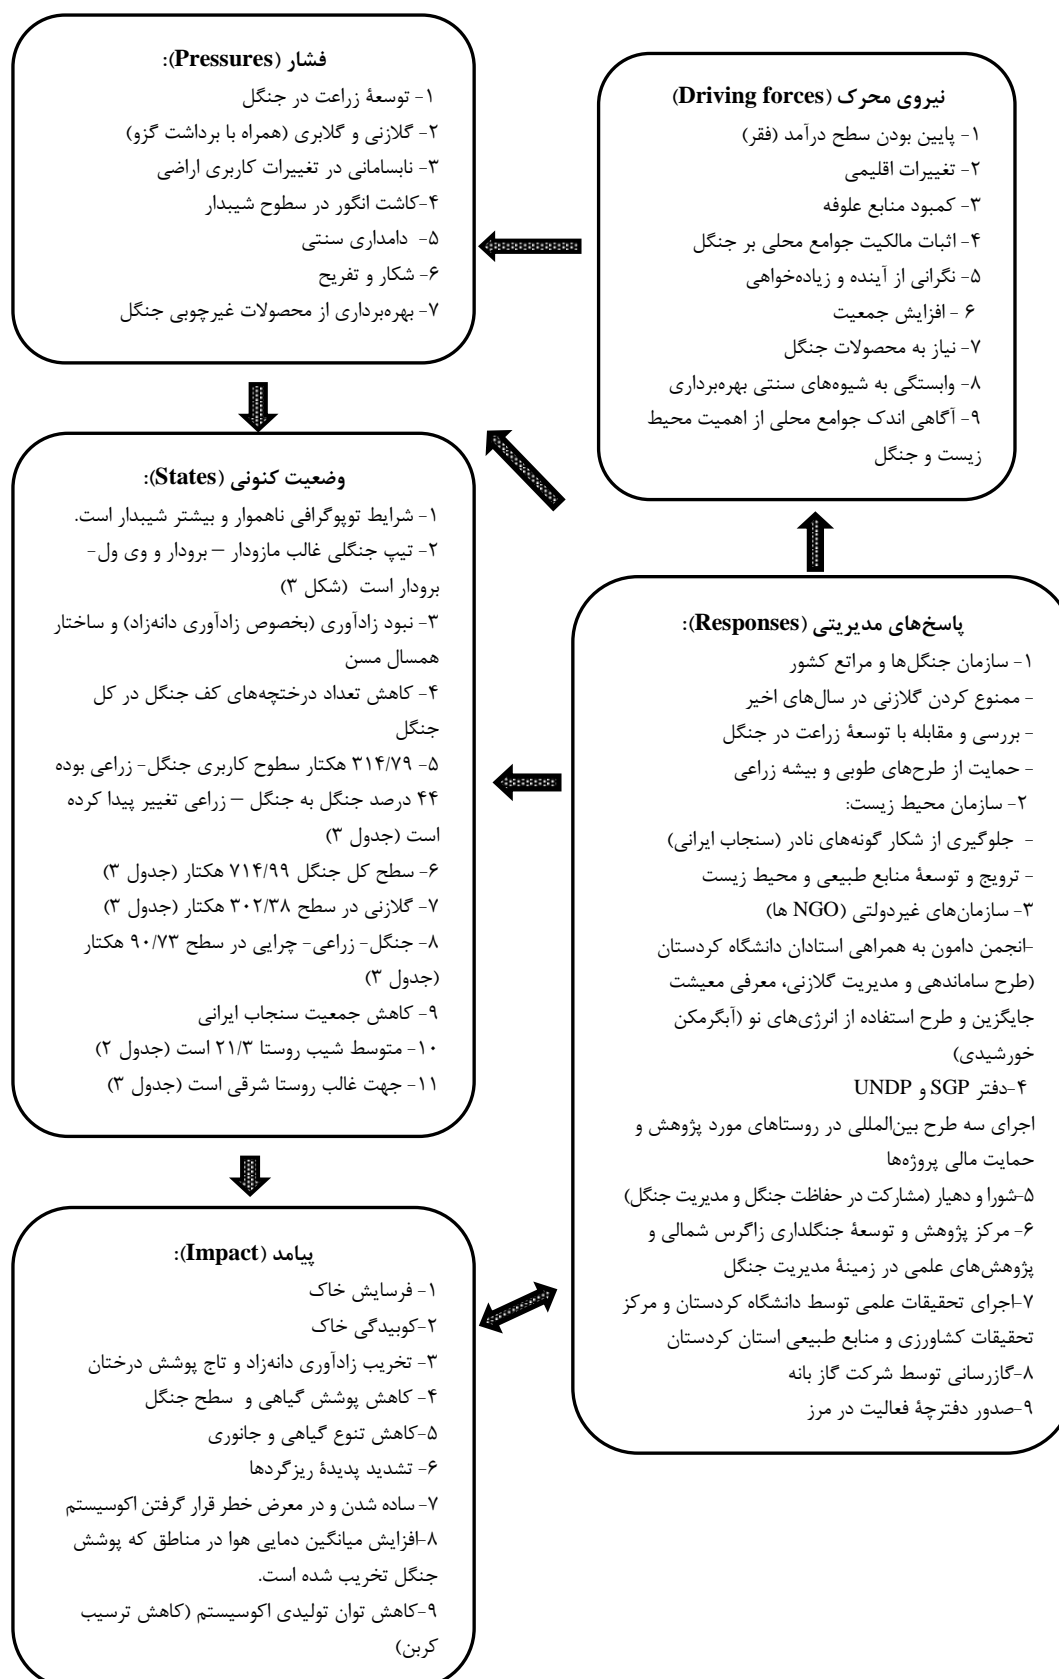 فشار (Pressures):
۱- توسعۀ زراعت در جنگل
۲- گلازنی و گلابری (همراه با برداشت گزو)
۳- نابسامانی در تغییرات کاربری اراضی
۴-کاشت انگور در سطوح شیبدار
۵- دامداری سنتی
۶- شکار و تفریح
۷- بهره‌برداری از محصولات غیرچوبی جنگل
نیروی محرک (Driving forces)
۱- پایین بودن سطح درآمد (فقر)
۲- تغییرات اقلیمی
۳- کمبود منابع علوفه
۴- اثبات مالکیت جوامع محلی بر جنگل
۵- نگرانی از آینده و زیاده‌خواهی
۶ - افزایش جمعیت
۷- نیاز به محصولات جنگل
۸- وابستگی به شیوه‌های سنتی بهره‌برداری
۹- آگاهی اندک جوامع محلی از اهمیت محیط
زیست و جنگل
وضعیت کنونی (States):
۱- شرایط توپوگرافی ناهموار و بیشتر شیبدار است.
۲- تیپ جنگلی غالب مازودار – برودار و وی ول-
برودار است (شکل ۳)
۳- نبود زادآوری (بخصوص زادآوری دانه‌زاد) و ساختار
همسال مسن
۴- کاهش تعداد درختچه‌های کف جنگل در کل
جنگل
۵- ۳۱۴/۷۹ هکتار سطوح کاربری جنگل- زراعی بوده
۴۴ درصد جنگل به جنگل – زراعی تغییر پیدا کرده
است (جدول ۳)
۶- سطح کل جنگل ۷۱۴/۹۹ هکتار (جدول ۳)
۷- گلازنی در سطح ۳۰۲/۳۸ هکتار (جدول ۳)
۸- جنگل- زراعی- چرایی در سطح ۹۰/۷۳ هکتار
(جدول ۳)
۹- کاهش جمعیت سنجاب ایرانی
۱۰- متوسط شیب روستا ۲۱/۳ است (جدول ۲)
۱۱- جهت غالب روستا شرقی است (جدول ۳)
پاسخ‌های مدیریتی (Responses):
۱- سازمان جنگل‌ها و مراتع کشور
- ممنوع کردن گلازنی در سال‌های اخیر
- بررسی و مقابله با توسعۀ زراعت در جنگل
- حمایت از طرح‌های طوبی و بیشه زراعی
۲- سازمان محیط زیست:
- جلوگیری از شکار گونه‌های نادر (سنجاب ایرانی)
- ترویج و توسعۀ منابع طبیعی و محیط زیست
۳- سازمان‌های غیردولتی (NGO ها)
-انجمن دامون به همراهی استادان دانشگاه کردستان
(طرح ساماندهی و مدیریت گلازنی، معرفی معیشت
جایگزین و طرح استفاده از انرژی‌های نو (آبگرمکن
خورشیدی)
۴-دفتر SGP و UNDP
اجرای سه طرح بین‌المللی در روستاهای مورد پژوهش و
حمایت مالی پروژه‌ها
۵-شورا و دهیار (مشارکت در حفاظت جنگل و مدیریت جنگل)
۶- مرکز پژوهش و توسعۀ جنگلداری زاگرس شمالی و
پژوهش‌های علمی در زمینۀ مدیریت جنگل
۷-اجرای تحقیقات علمی توسط دانشگاه کردستان و مرکز
تحقیقات کشاورزی و منابع طبیعی استان کردستان
۸-گازرسانی توسط شرکت گاز بانه
۹-صدور دفترچۀ فعالیت در مرز
پیامد (Impact):
۱- فرسایش خاک
۲-کوبیدگی خاک
۳- تخریب زادآوری دانه‌زاد و تاج پوشش درختان
۴- کاهش پوشش گیاهی و سطح جنگل
۵-کاهش تنوع گیاهی و جانوری
۶- تشدید پدیدۀ ریزگردها
۷- ساده شدن و در معرض خطر قرار گرفتن اکوسیستم
۸-افزایش میانگین دمایی هوا در مناطق که پوشش
جنگل تخریب شده است.
۹-کاهش توان تولیدی اکوسیستم (کاهش ترسیب
کربن)